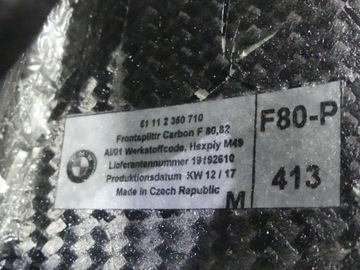 51 11 2 350 710
Frontsplittr Carbon F 80,82
AI/01 Werkstoffcode, Hexply M49
Lieferantennummer 19192610
Produktionsdatum KW 12 / 17
Made in Czech Republic
M
F80-P
413